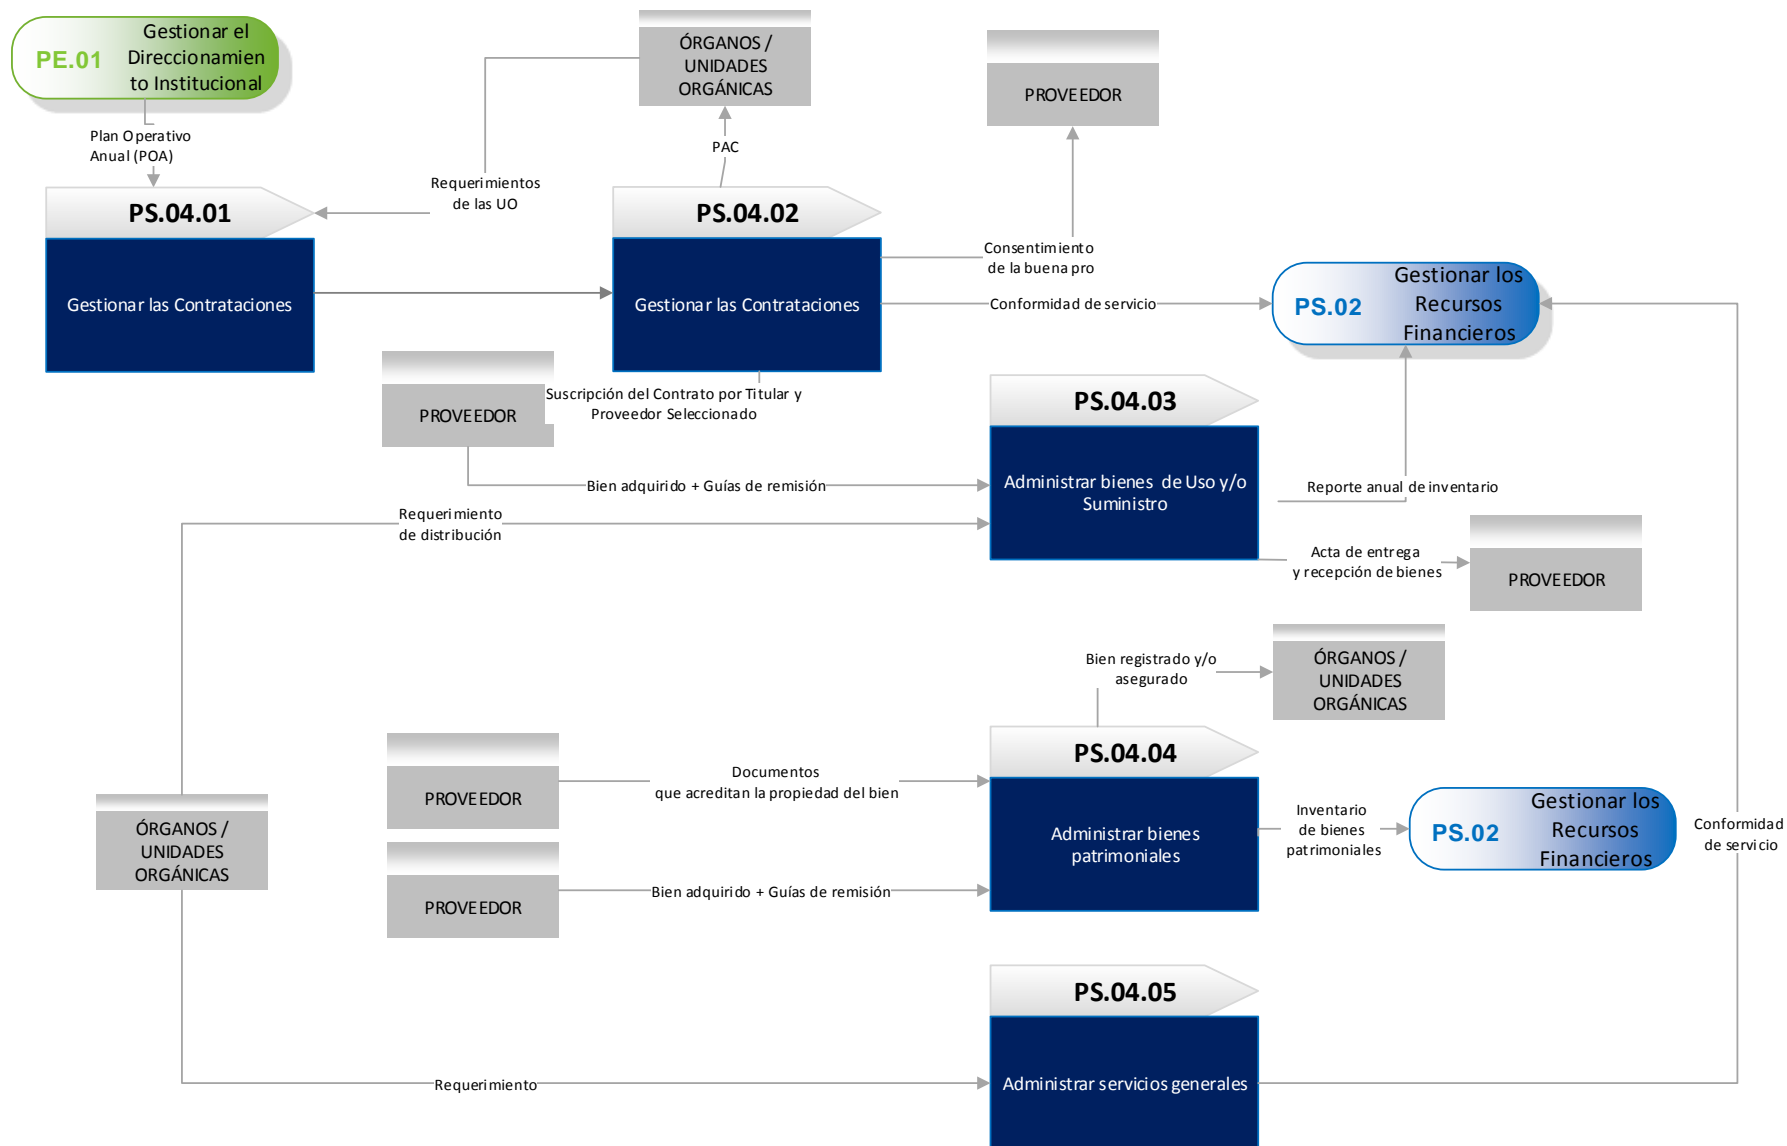 PE.01
Gestionar el
Direccionamien
to Institucional
ÓRGANOS /
UNIDADES
ORGÁNICAS
PROVEEDOR
Plan Operativo
Anual (POA)
PAC
Requerimientos
de las UO
PS.04.01
Gestionar las Contrataciones
PS.04.02
Gestionar las Contrataciones
Consentimiento
de la buena pro
Conformidad de servicio
PS.02
Gestionar los
Recursos
Financieros
PROVEEDOR
Suscripción del Contrato por Titular y
Proveedor Seleccionado
PS.04.03
Administrar bienes de Uso y/o
Suministro
Bien adquirido + Guías de remisión
Reporte anual de inventario
Requerimiento
de distribución
Acta de entrega
y recepción de bienes
PROVEEDOR
Bien registrado y/o
asegurado
ÓRGANOS /
UNIDADES
ORGÁNICAS
PS.04.04
Administrar bienes
patrimoniales
PROVEEDOR
Documentos
que acreditan la propiedad del bien
Inventario
de bienes
patrimoniales
PS.02
Gestionar los
Recursos
Financieros
Conformidad
de servicio
ÓRGANOS /
UNIDADES
ORGÁNICAS
PROVEEDOR
Bien adquirido + Guías de remisión
PS.04.05
Administrar servicios generales
Requerimiento